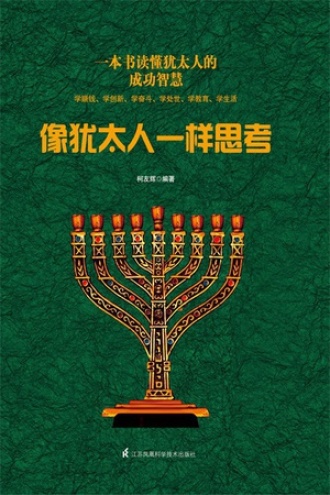 一本书读懂犹太人的
成功智慧
学赚钱、学创新、学奋斗、学处世、学教育、学生活
像犹太人一样思考
柯友辉◇编著
江苏凤凰科学技术出版社